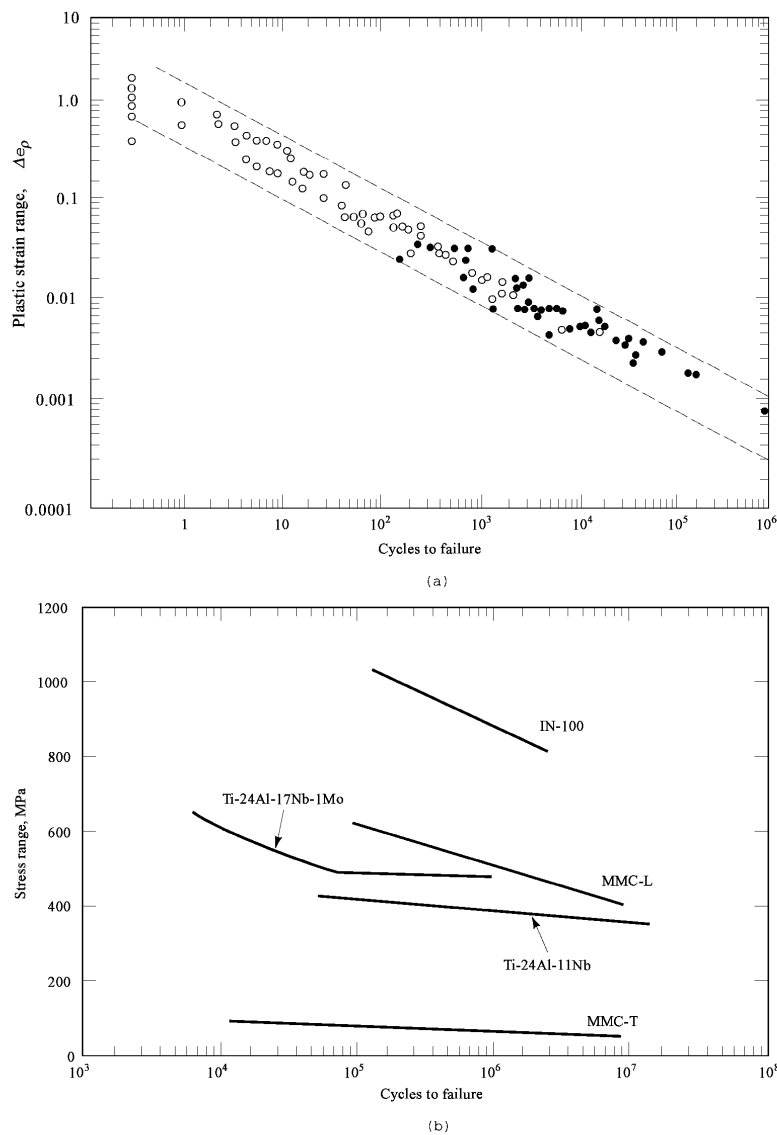 10
1.0
0.1
0.01
0.001
0.0001
Plastic strain range, Δeρ
1 10 10² 10³ 10⁴ 10⁵ 10⁶
Cycles to failure
(a)
1200
1000
800
600
400
200
0
Stress range, MPa
IN-100
Ti-24Al-17Nb-1Mo
MMC-L
Ti-24Al-11Nb
MMC-T
10³ 10⁴ 10⁵ 10⁶ 10⁷ 10⁸
Cycles to failure
(b)